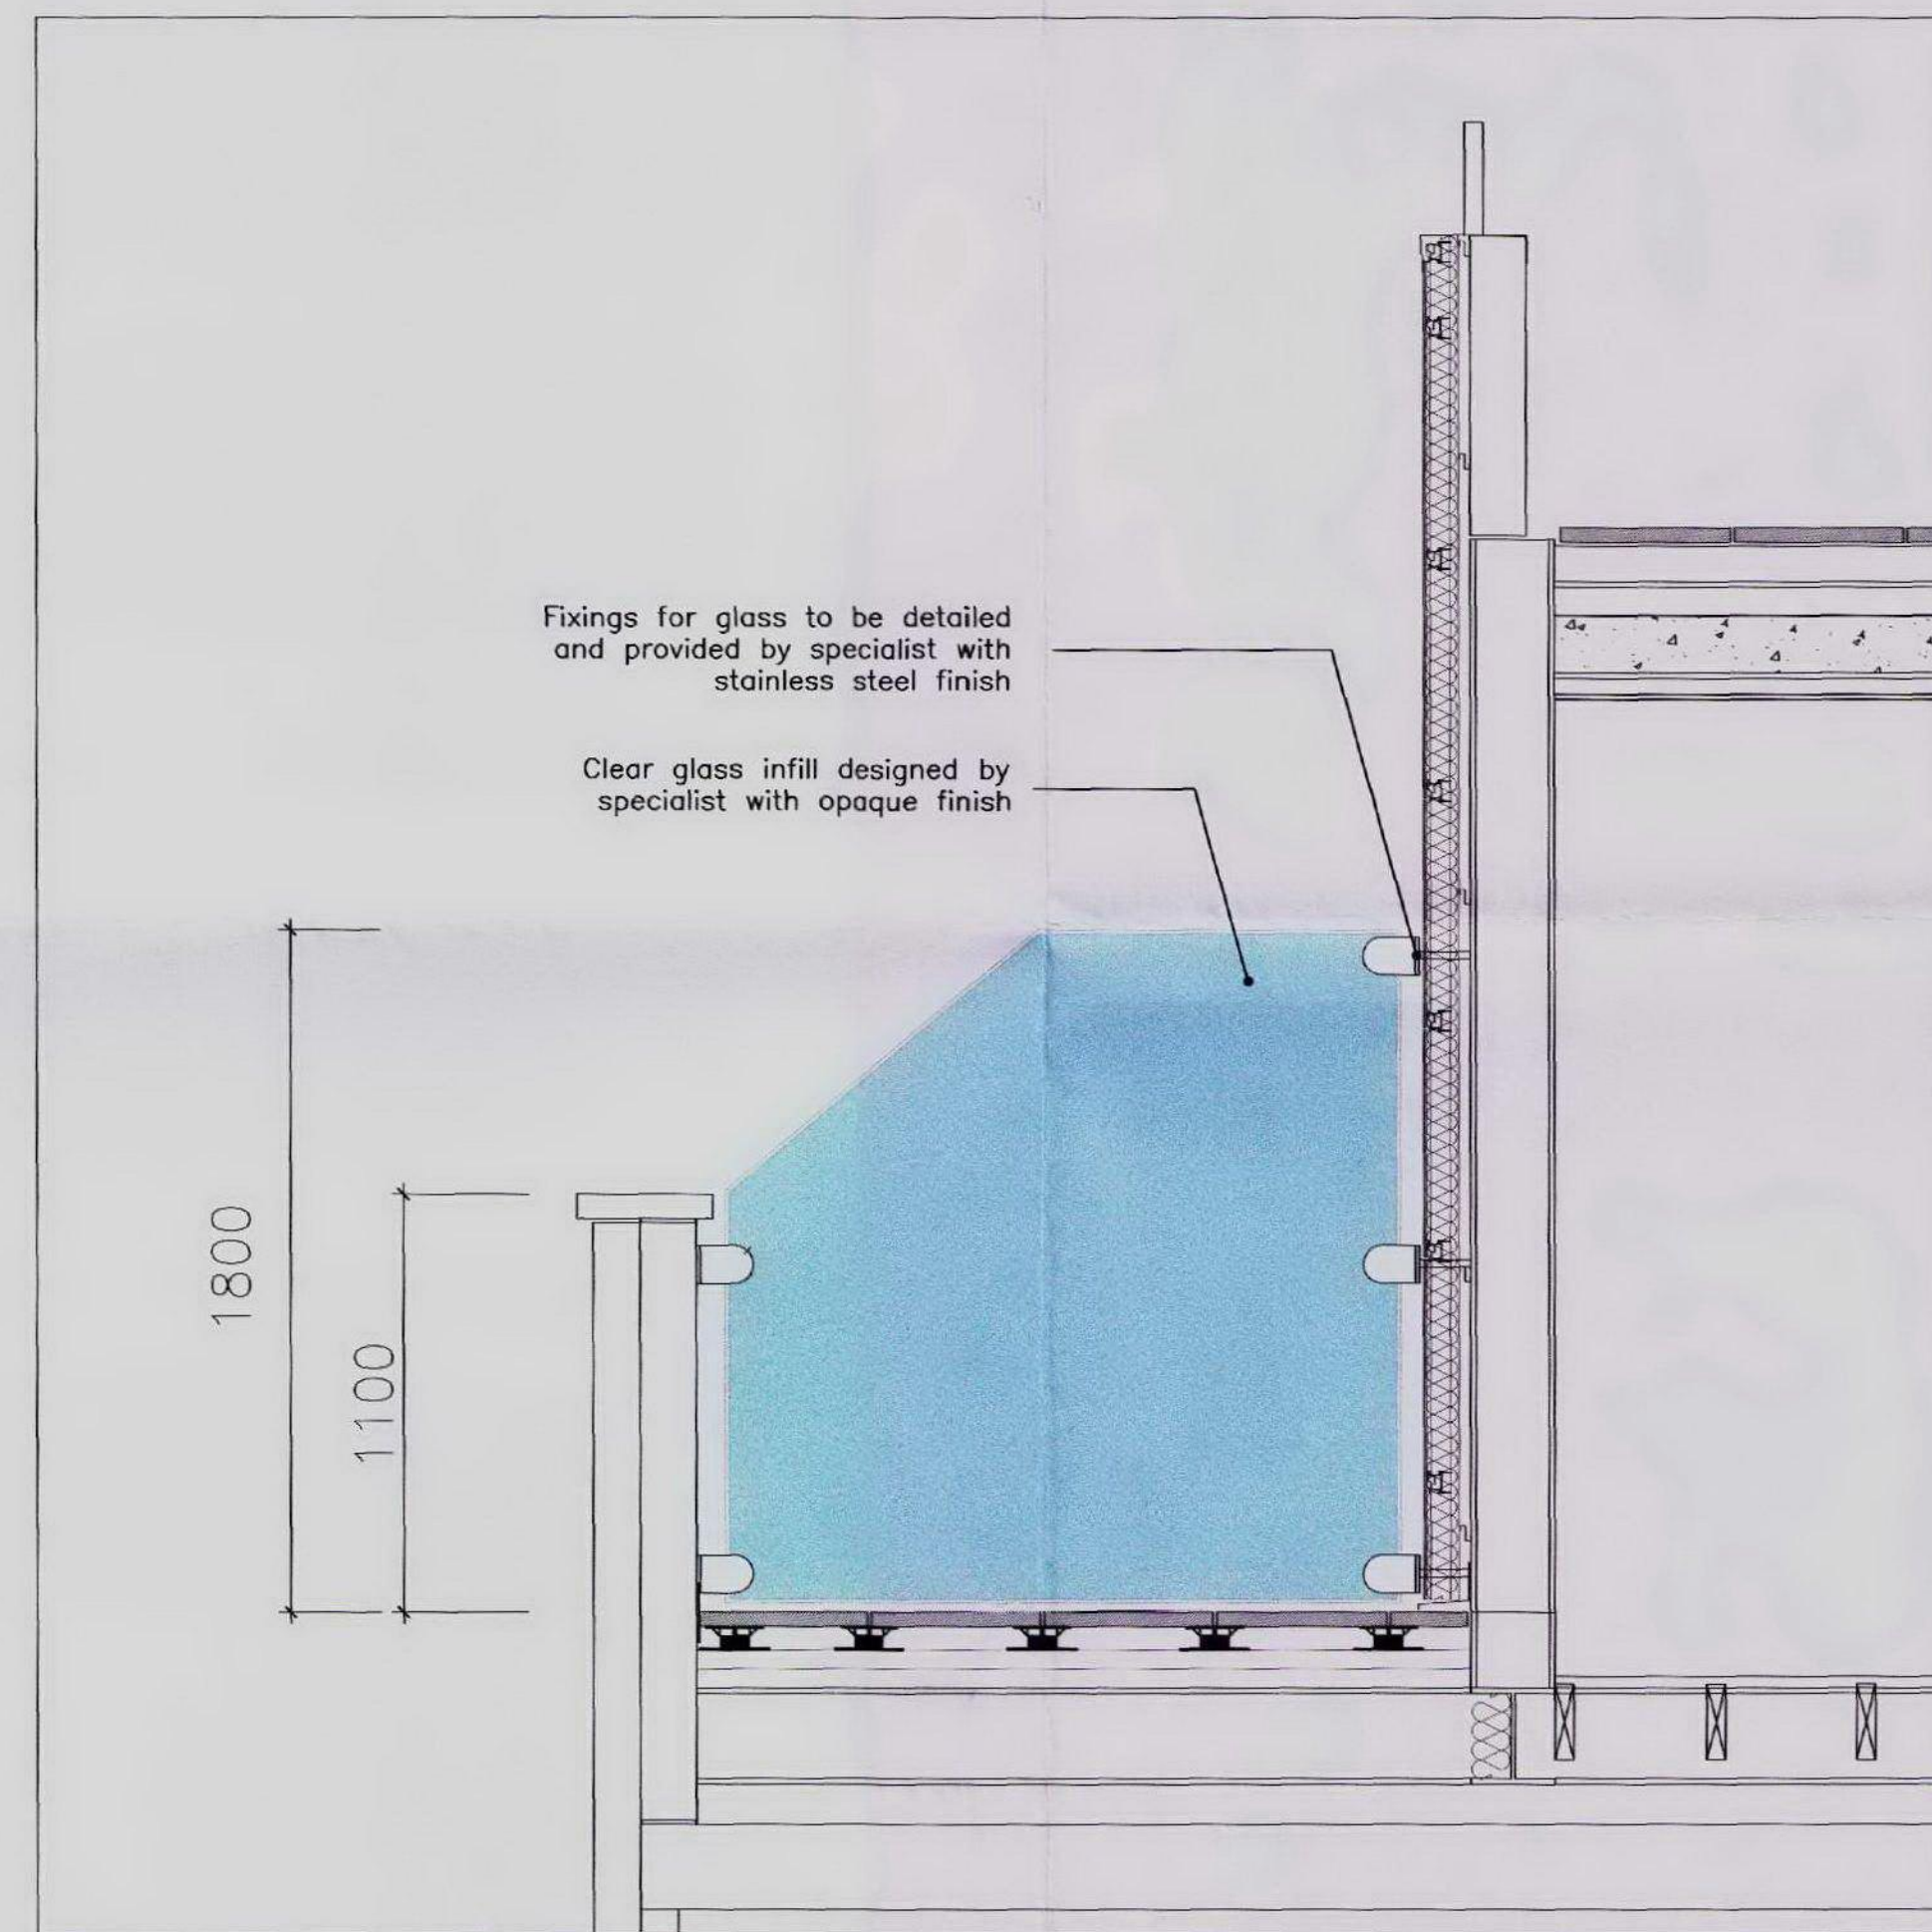 Fixings for glass to be detailed
and provided by specialist with
stainless steel finish
Clear glass infill designed by
specialist with opaque finish
1800
1100